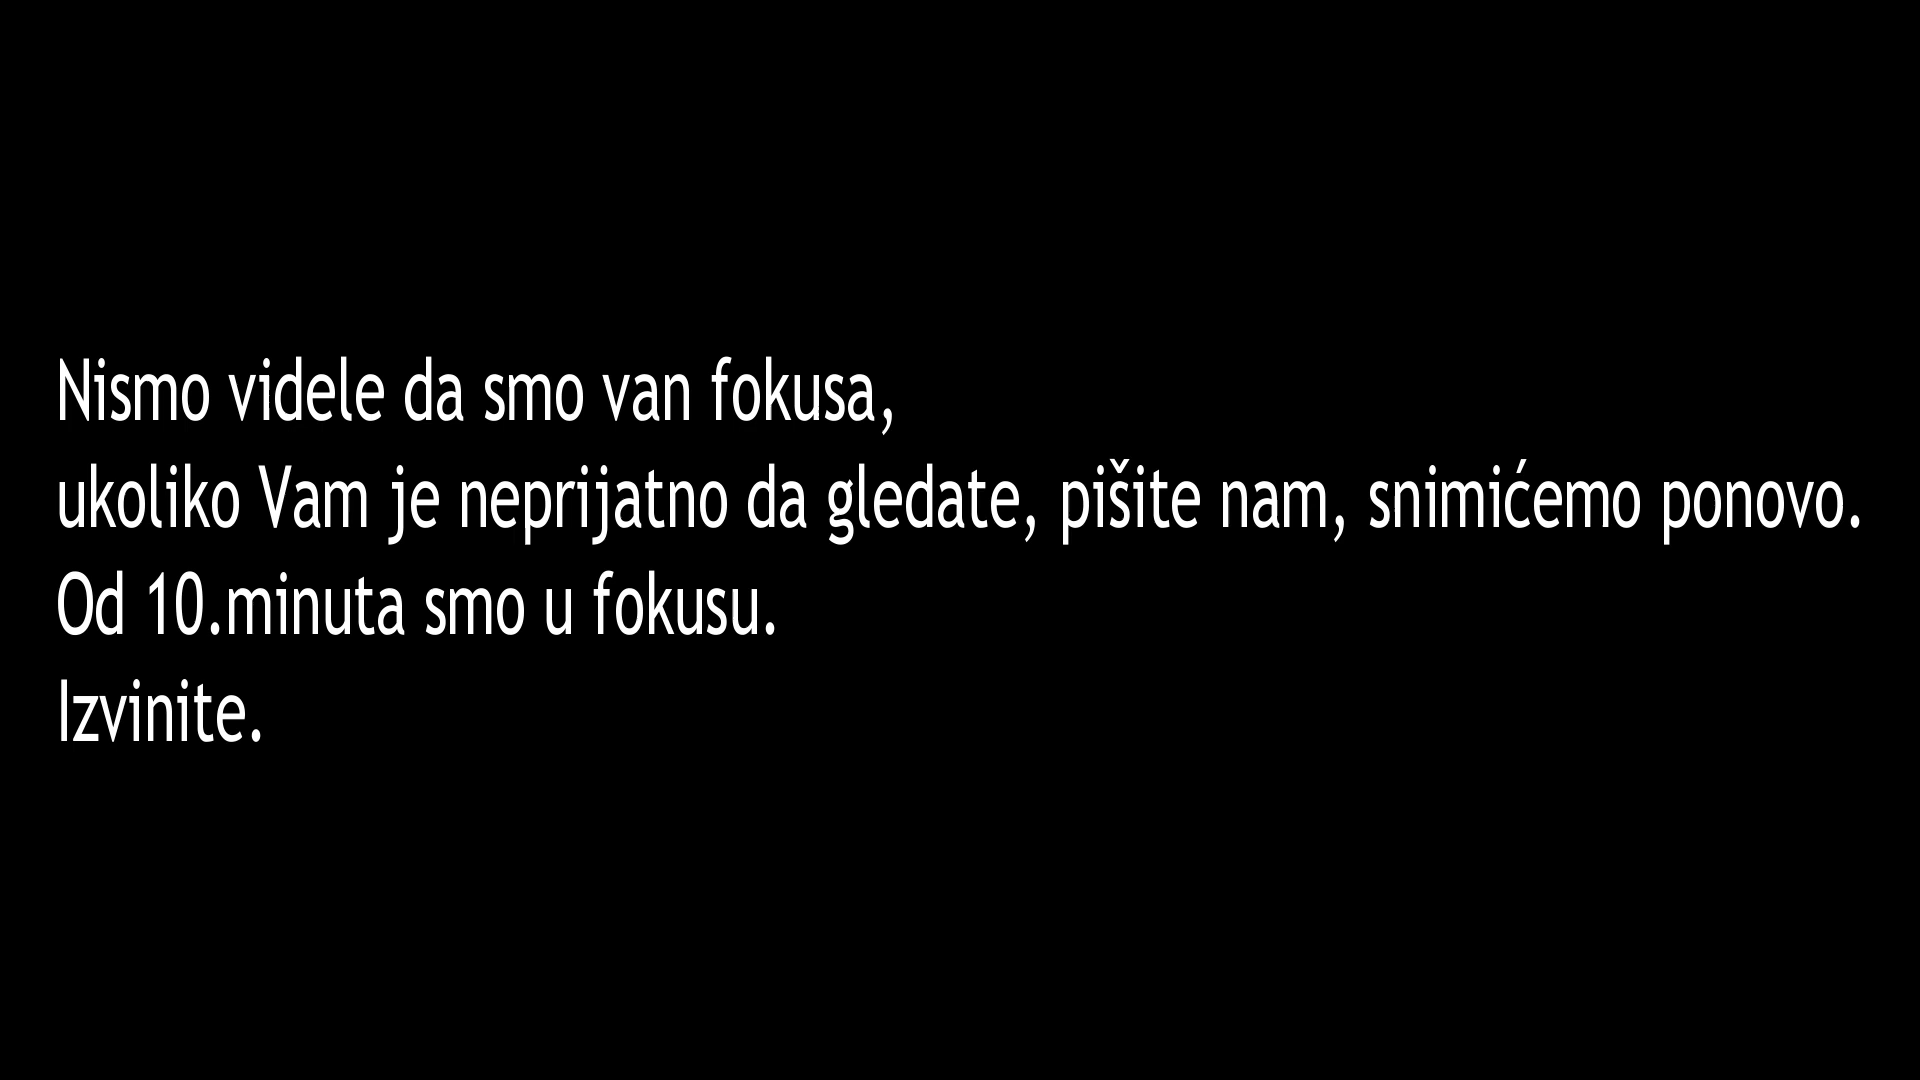 Nismo videle da smo van fokusa,
ukoliko Vam je neprijatno da gledate, pišite nam, snimićemo ponovo.
Od 10.minuta smo u fokusu.
Izvinite.